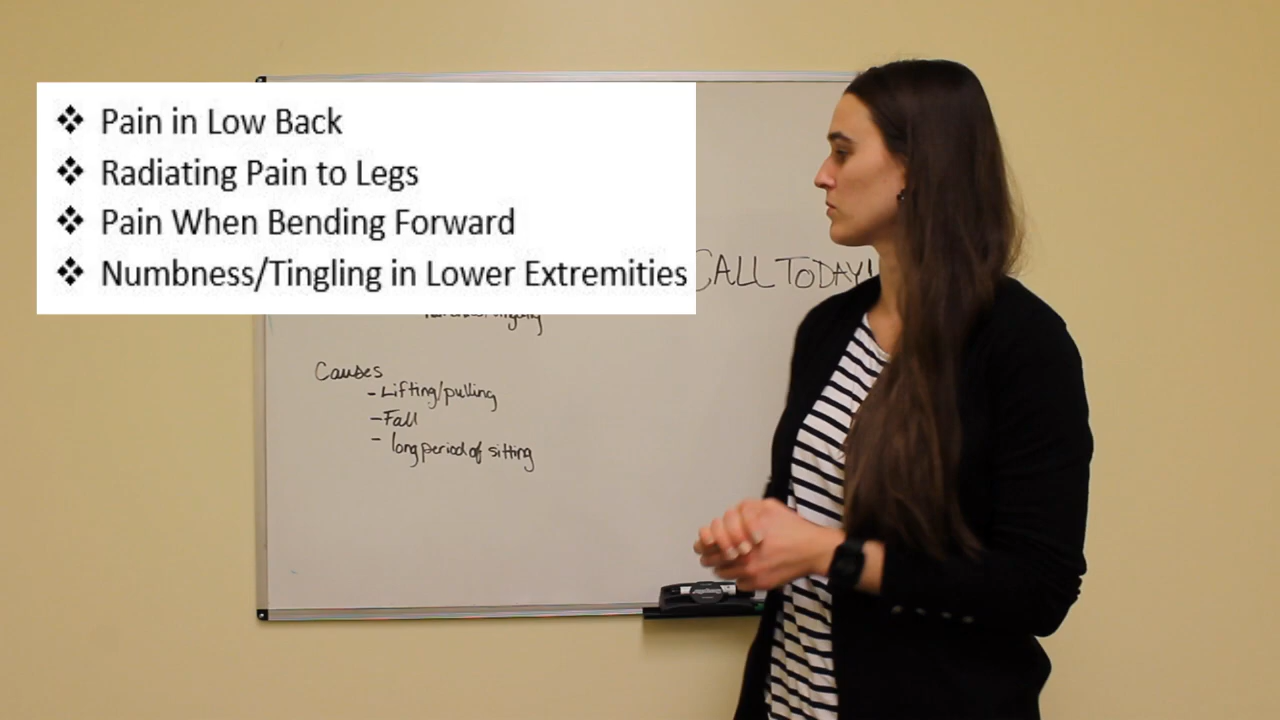 ❖ Pain in Low Back
❖ Radiating Pain to Legs
❖ Pain When Bending Forward
❖ Numbness/Tingling in Lower Extremities
CALL TODAY!
Causes
- Lifting/pulling
- Fall
- long period of sitting